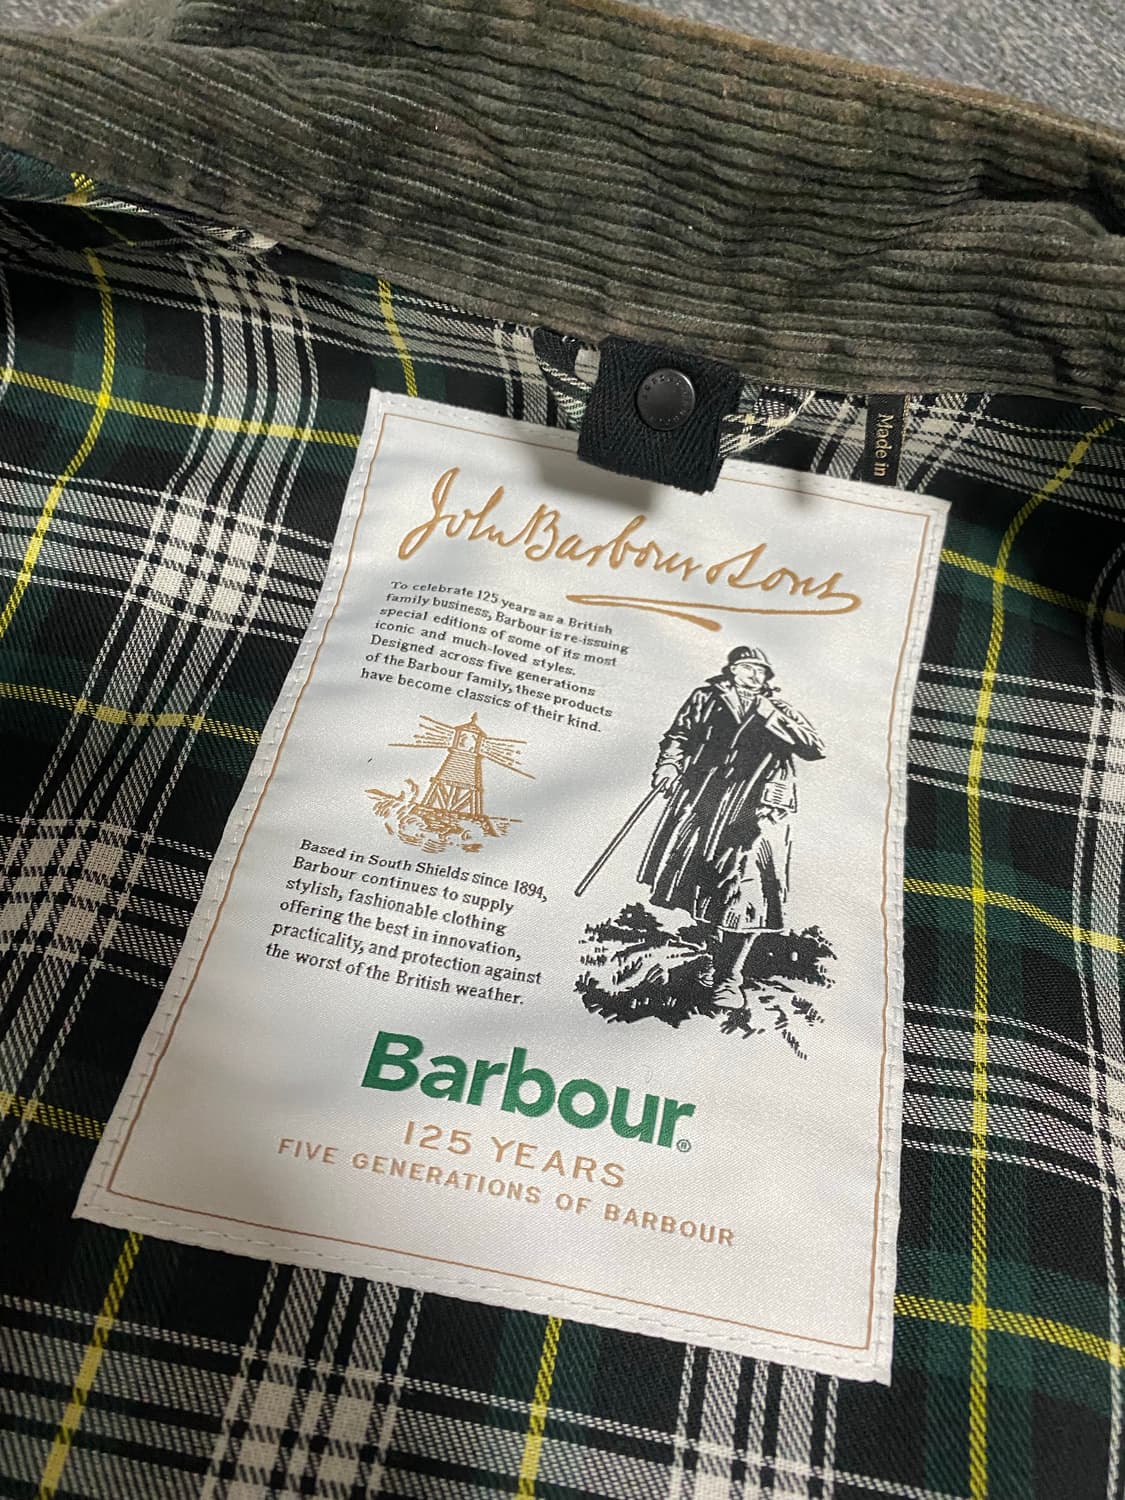 Made in
John Barbour & Sons
To celebrate 125 years as a British
family business, Barbour is re-issuing
special editions of some of its most
iconic and much-loved styles.
Designed across five generations
of the Barbour family, these products
have become classics of their kind.
Based in South Shields since 1894,
Barbour continues to supply
stylish, fashionable clothing
offering the best in innovation,
practicality, and protection against
the worst of the British weather.
Barbour®
125 YEARS
FIVE GENERATIONS OF BARBOUR